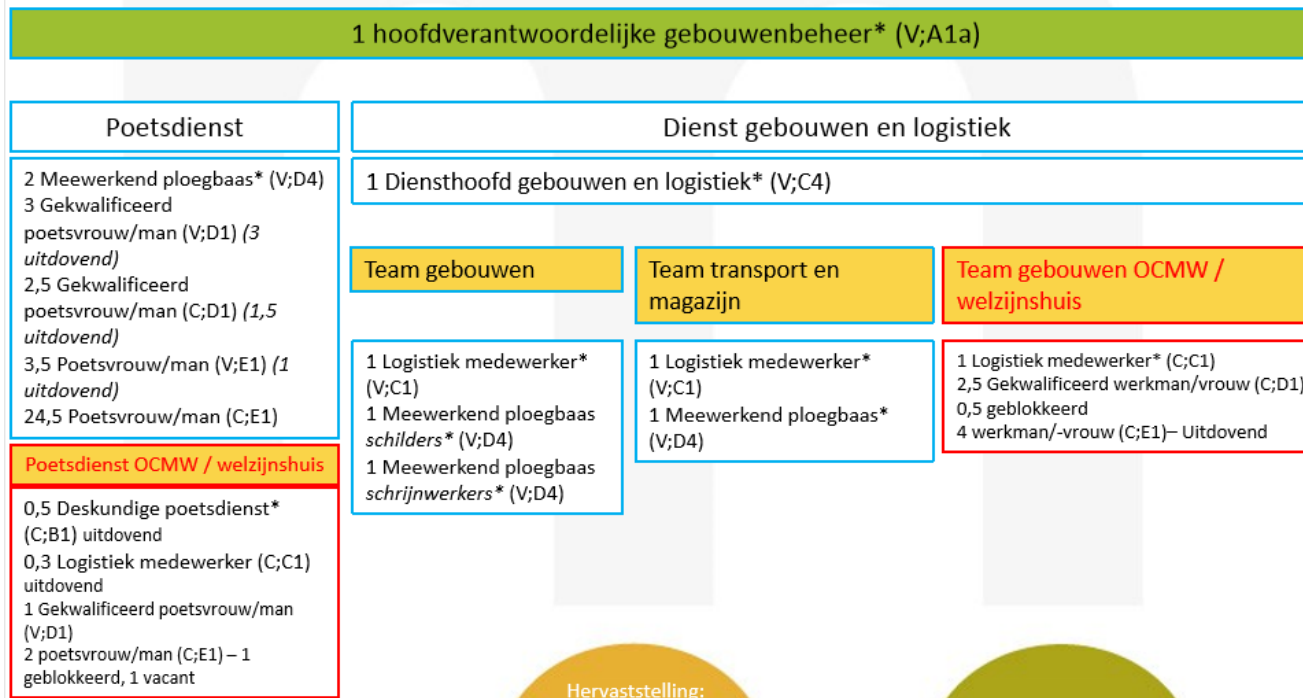 1 hoofdverantwoordelijke gebouwenbeheer* (V;A1a)
Poetsdienst
2 Meewerkend ploegbaas* (V;D4)
3 Gekwalificeerd
poetsvrouw/man (V;D1) (3
uitdovend)
2,5 Gekwalificeerd
poetsvrouw/man (C;D1) (1,5
uitdovend)
3,5 Poetsvrouw/man (V;E1) (1
uitdovend)
24,5 Poetsvrouw/man (C;E1)
Poetsdienst OCMW / welzijnshuis
0,5 Deskundige poetsdienst*
(C;B1) uitdovend
0,3 Logistiek medewerker (C;C1)
uitdovend
1 Gekwalificeerd poetsvrouw/man
(V;D1)
2 poetsvrouw/man (C;E1) – 1
geblokkeerd, 1 vacant
Dienst gebouwen en logistiek
1 Diensthoofd gebouwen en logistiek* (V;C4)
Team gebouwen
1 Logistiek medewerker*
(V;C1)
1 Meewerkend ploegbaas
schilders* (V;D4)
1 Meewerkend ploegbaas
schrijnwerkers* (V;D4)
Team transport en
magazijn
1 Logistiek medewerker*
(V;C1)
1 Meewerkend ploegbaas*
(V;D4)
Team gebouwen OCMW /
welzijnshuis
1 Logistiek medewerker* (C;C1)
2,5 Gekwalificeerd werkman/vrouw (C;D1)
0,5 geblokkeerd
4 werkman/-vrouw (C;E1)– Uitdovend
Hervaststelling: